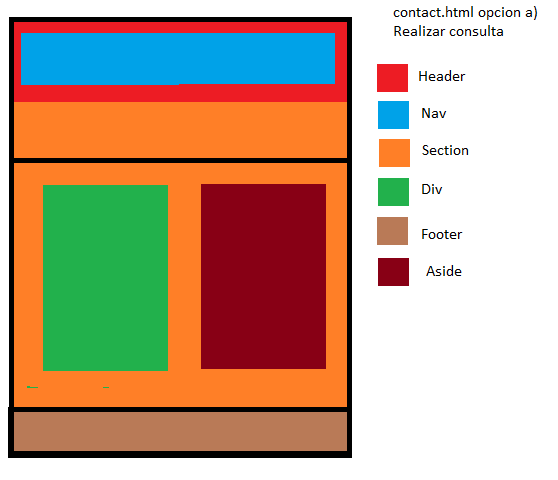 contact.html opcion a)
Realizar consulta
Header
Nav
Section
Div
Footer
Aside